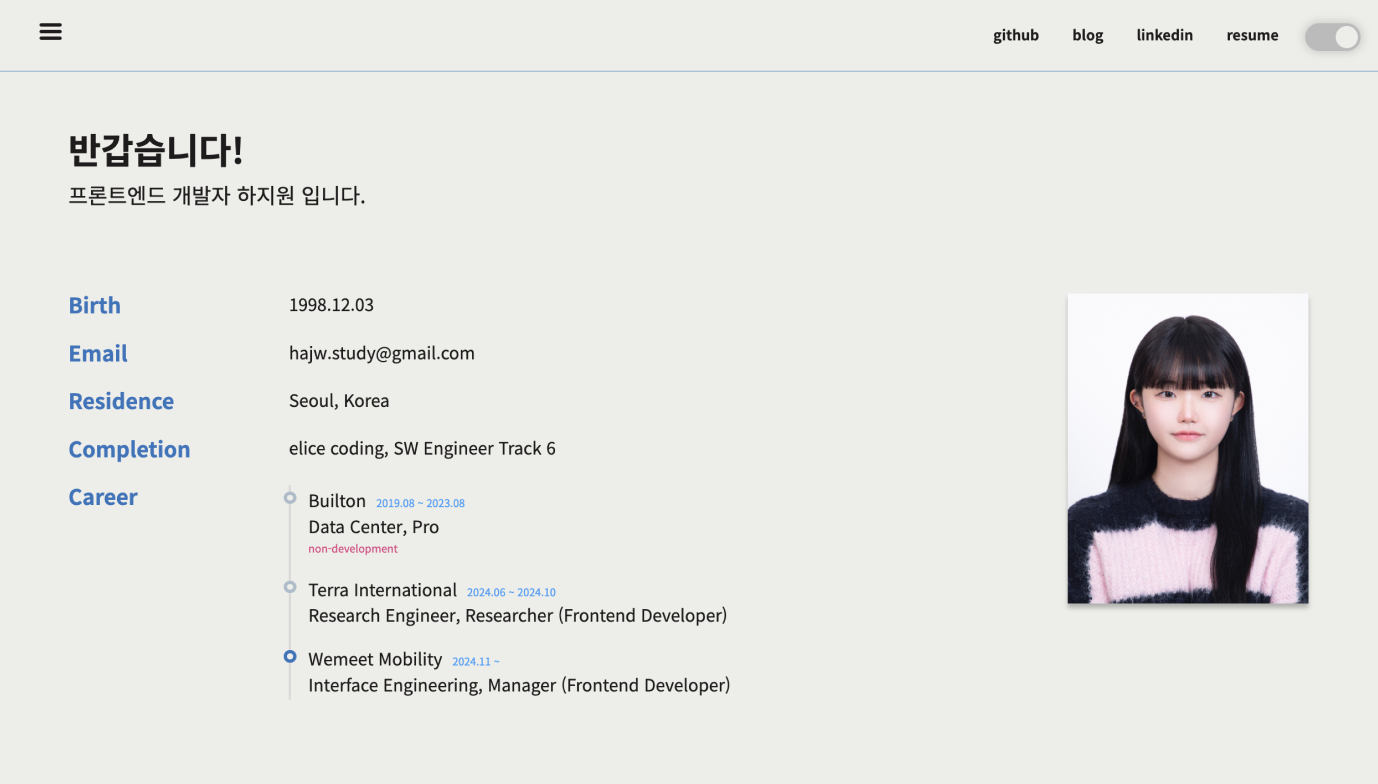 github blog linkedin resume
반갑습니다!
프론트엔드 개발자 하지원 입니다.
Birth 1998.12.03
Email hajw.study@gmail.com
Residence Seoul, Korea
Completion elice coding, SW Engineer Track 6
Career
Builton 2019.08 ~ 2023.08
Data Center, Pro
non-development
Terra International 2024.06 ~ 2024.10
Research Engineer, Researcher (Frontend Developer)
Wemeet Mobility 2024.11 ~
Interface Engineering, Manager (Frontend Developer)